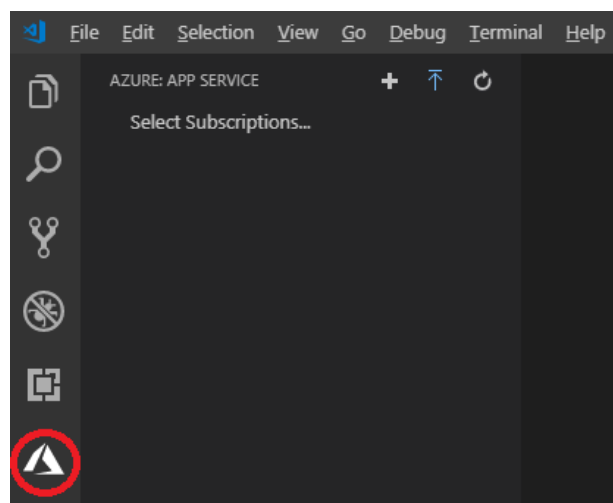 File Edit Selection View Go Debug Terminal Help
AZURE: APP SERVICE
Select Subscriptions...